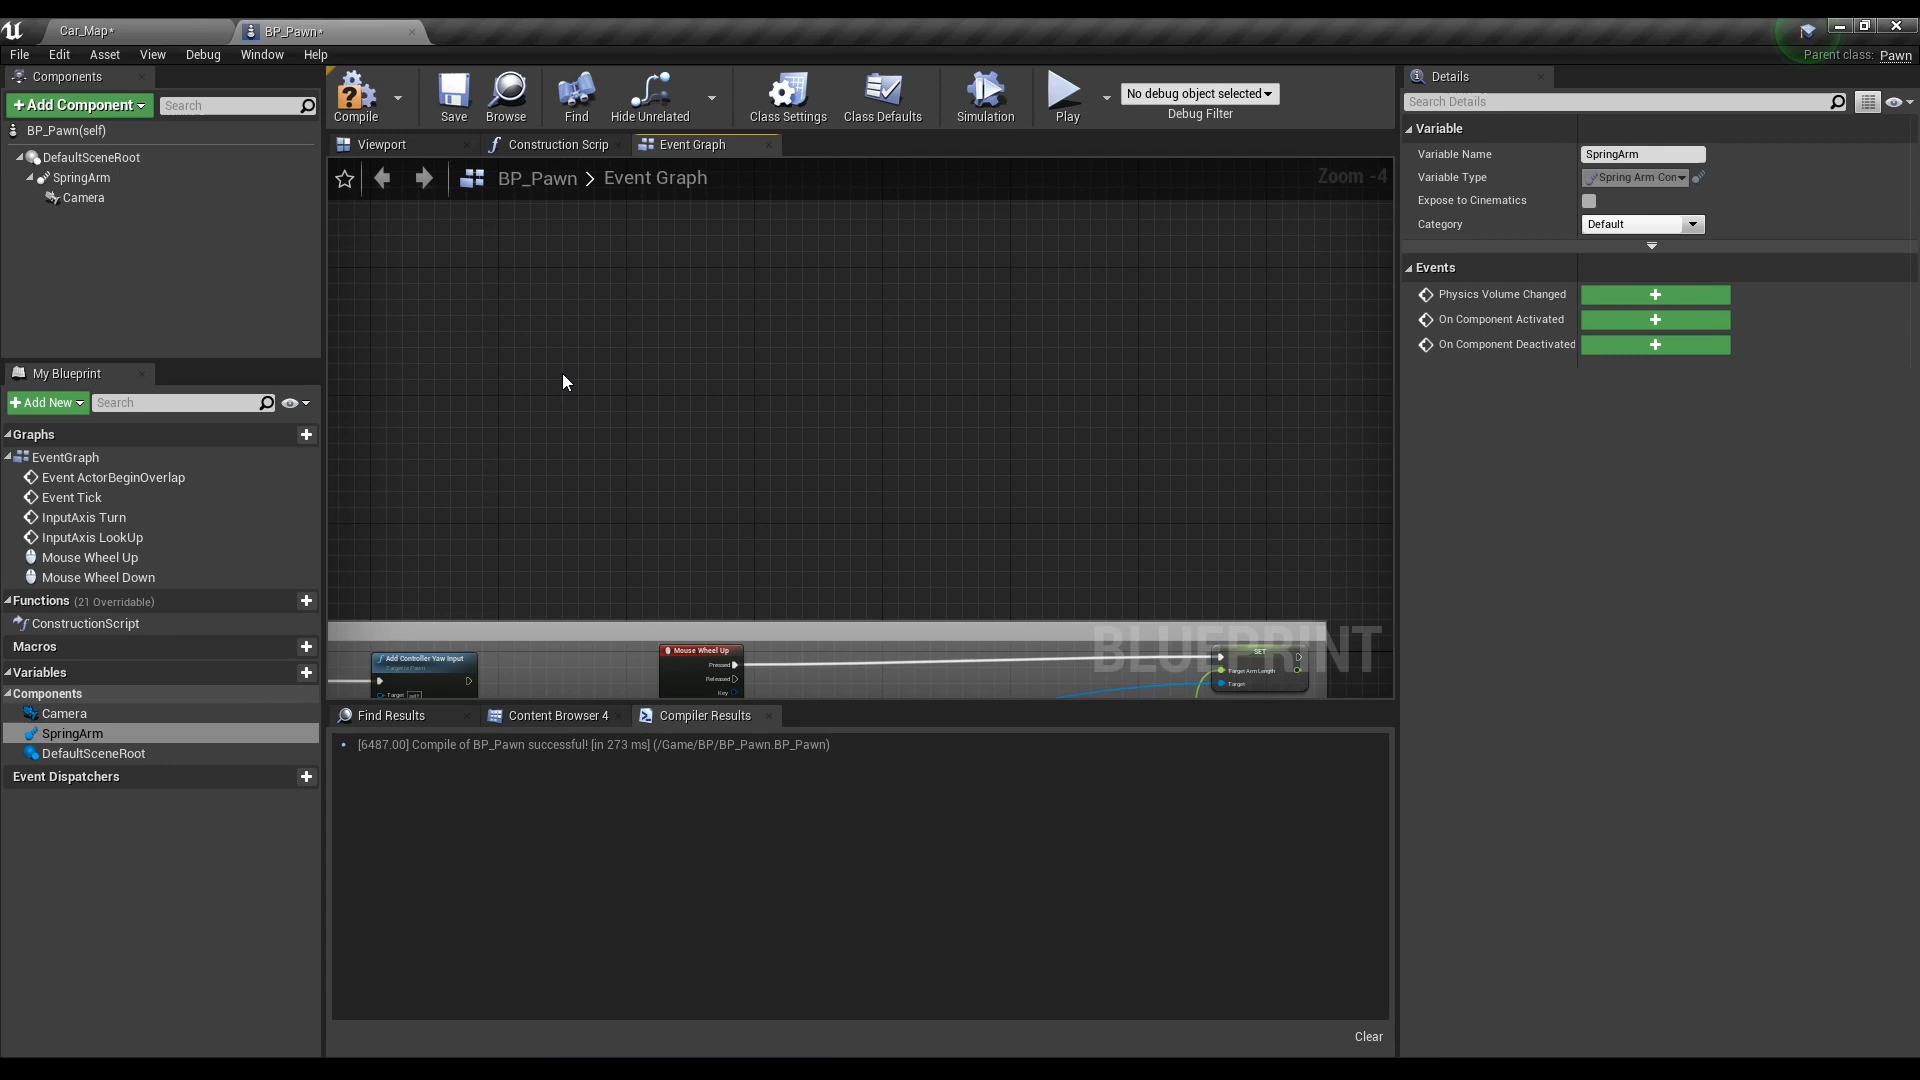 Car_Map*
BP_Pawn*
File Edit Asset View Debug Window Help
Parent class: Pawn
Components
+Add Component
Search
BP_Pawn(self)
DefaultSceneRoot
SpringArm
Camera
My Blueprint
+Add New
Search
Graphs
EventGraph
Event ActorBeginOverlap
Event Tick
InputAxis Turn
InputAxis LookUp
Mouse Wheel Up
Mouse Wheel Down
Functions (21 Overridable)
ConstructionScript
Macros
Variables
Components
Camera
SpringArm
DefaultSceneRoot
Event Dispatchers
Compile
Save
Browse
Find
Hide Unrelated
Class Settings
Class Defaults
Simulation
Play
No debug object selected
Debug Filter
Viewport
Construction Scrip
Event Graph
BP_Pawn > Event Graph
Zoom -4
BLUEPRINT
Add Controller Yaw Input
Target is Pawn
Target self
Mouse Wheel Up
Pressed
Released
Key
SET
Target Arm Length
Target
Find Results
Content Browser 4
Compiler Results
[6487.00] Compile of BP_Pawn successful! [in 273 ms] (/Game/BP/BP_Pawn.BP_Pawn)
Clear
Details
Search Details
Variable
Variable Name SpringArm
Variable Type Spring Arm Con
Expose to Cinematics
Category Default
Events
Physics Volume Changed +
On Component Activated +
On Component Deactivated +